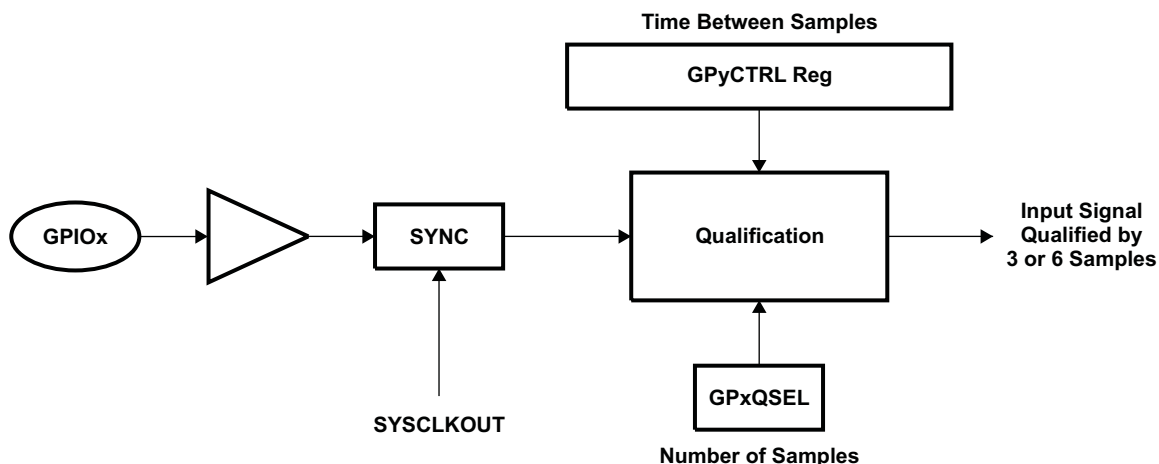 Time Between Samples
GPyCTRL Reg
GPIOx
SYNC
Qualification
Input Signal
Qualified by
3 or 6 Samples
GPxQSEL
SYSCLKOUT
Number of Samples